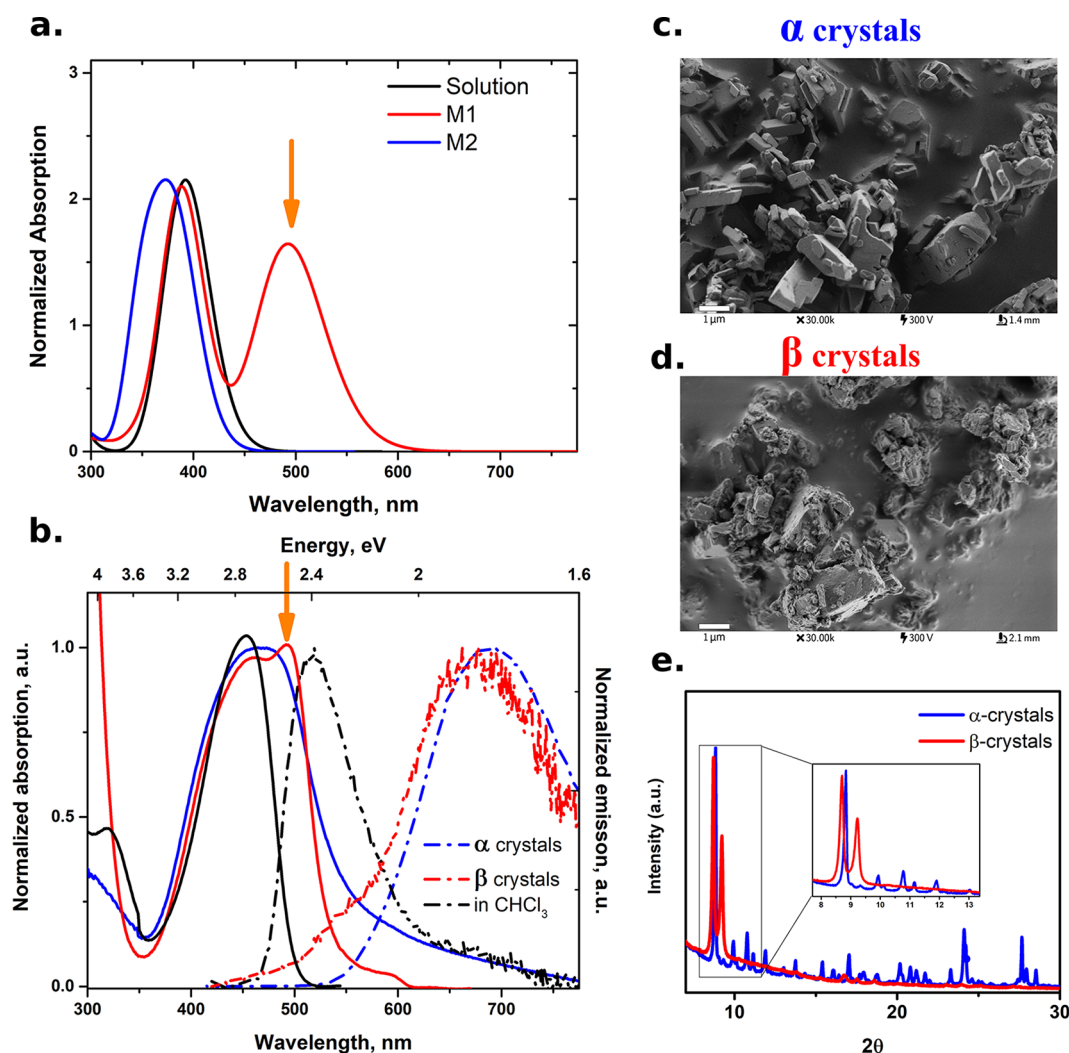 a.
3
2
1
0
Normalized Absorption
Solution
M1
M2
300 400 500 600 700
Wavelength, nm
b.
Energy, eV
4 3.6 3.2 2.8 2.4 2 1.6
1.0
0.5
0.0
Normalized absorption, a.u.
Normalized emisson, a.u.
α crystals
β crystals
in CHCl3
300 400 500 600 700
Wavelength, nm
c.
α crystals
1 µm 30.00k 300 V 1.4 mm
d.
β crystals
1 µm 30.00k 300 V 2.1 mm
e.
Intensity (a.u.)
α-crystals
β-crystals
7 8 9 10 11 12 13
10 20 30
2θ